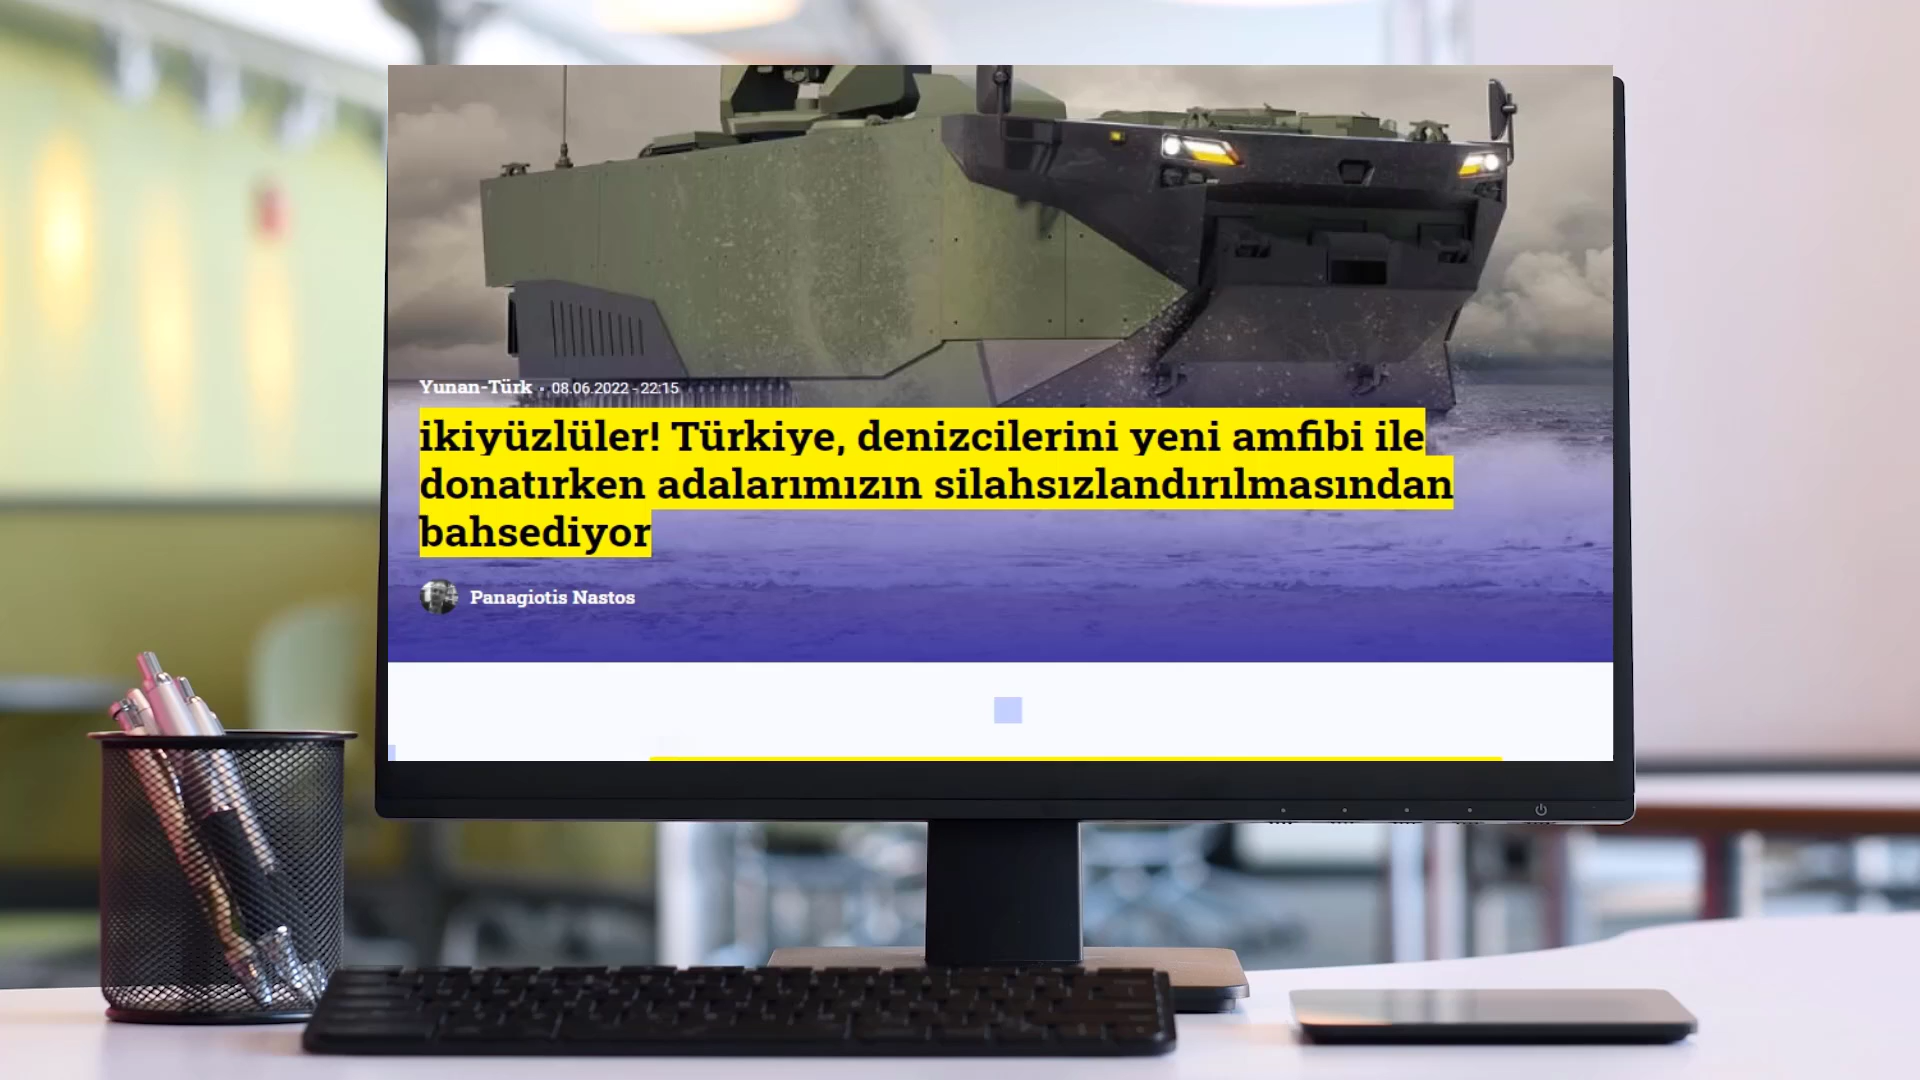 Yunan-Türk · 08.06.2022 - 22:15
ikiyüzlüler! Türkiye, denizcilerini yeni amfibi ile
donatırken adalarımızın silahsızlandırılmasından
bahsediyor
Panagiotis Nastos